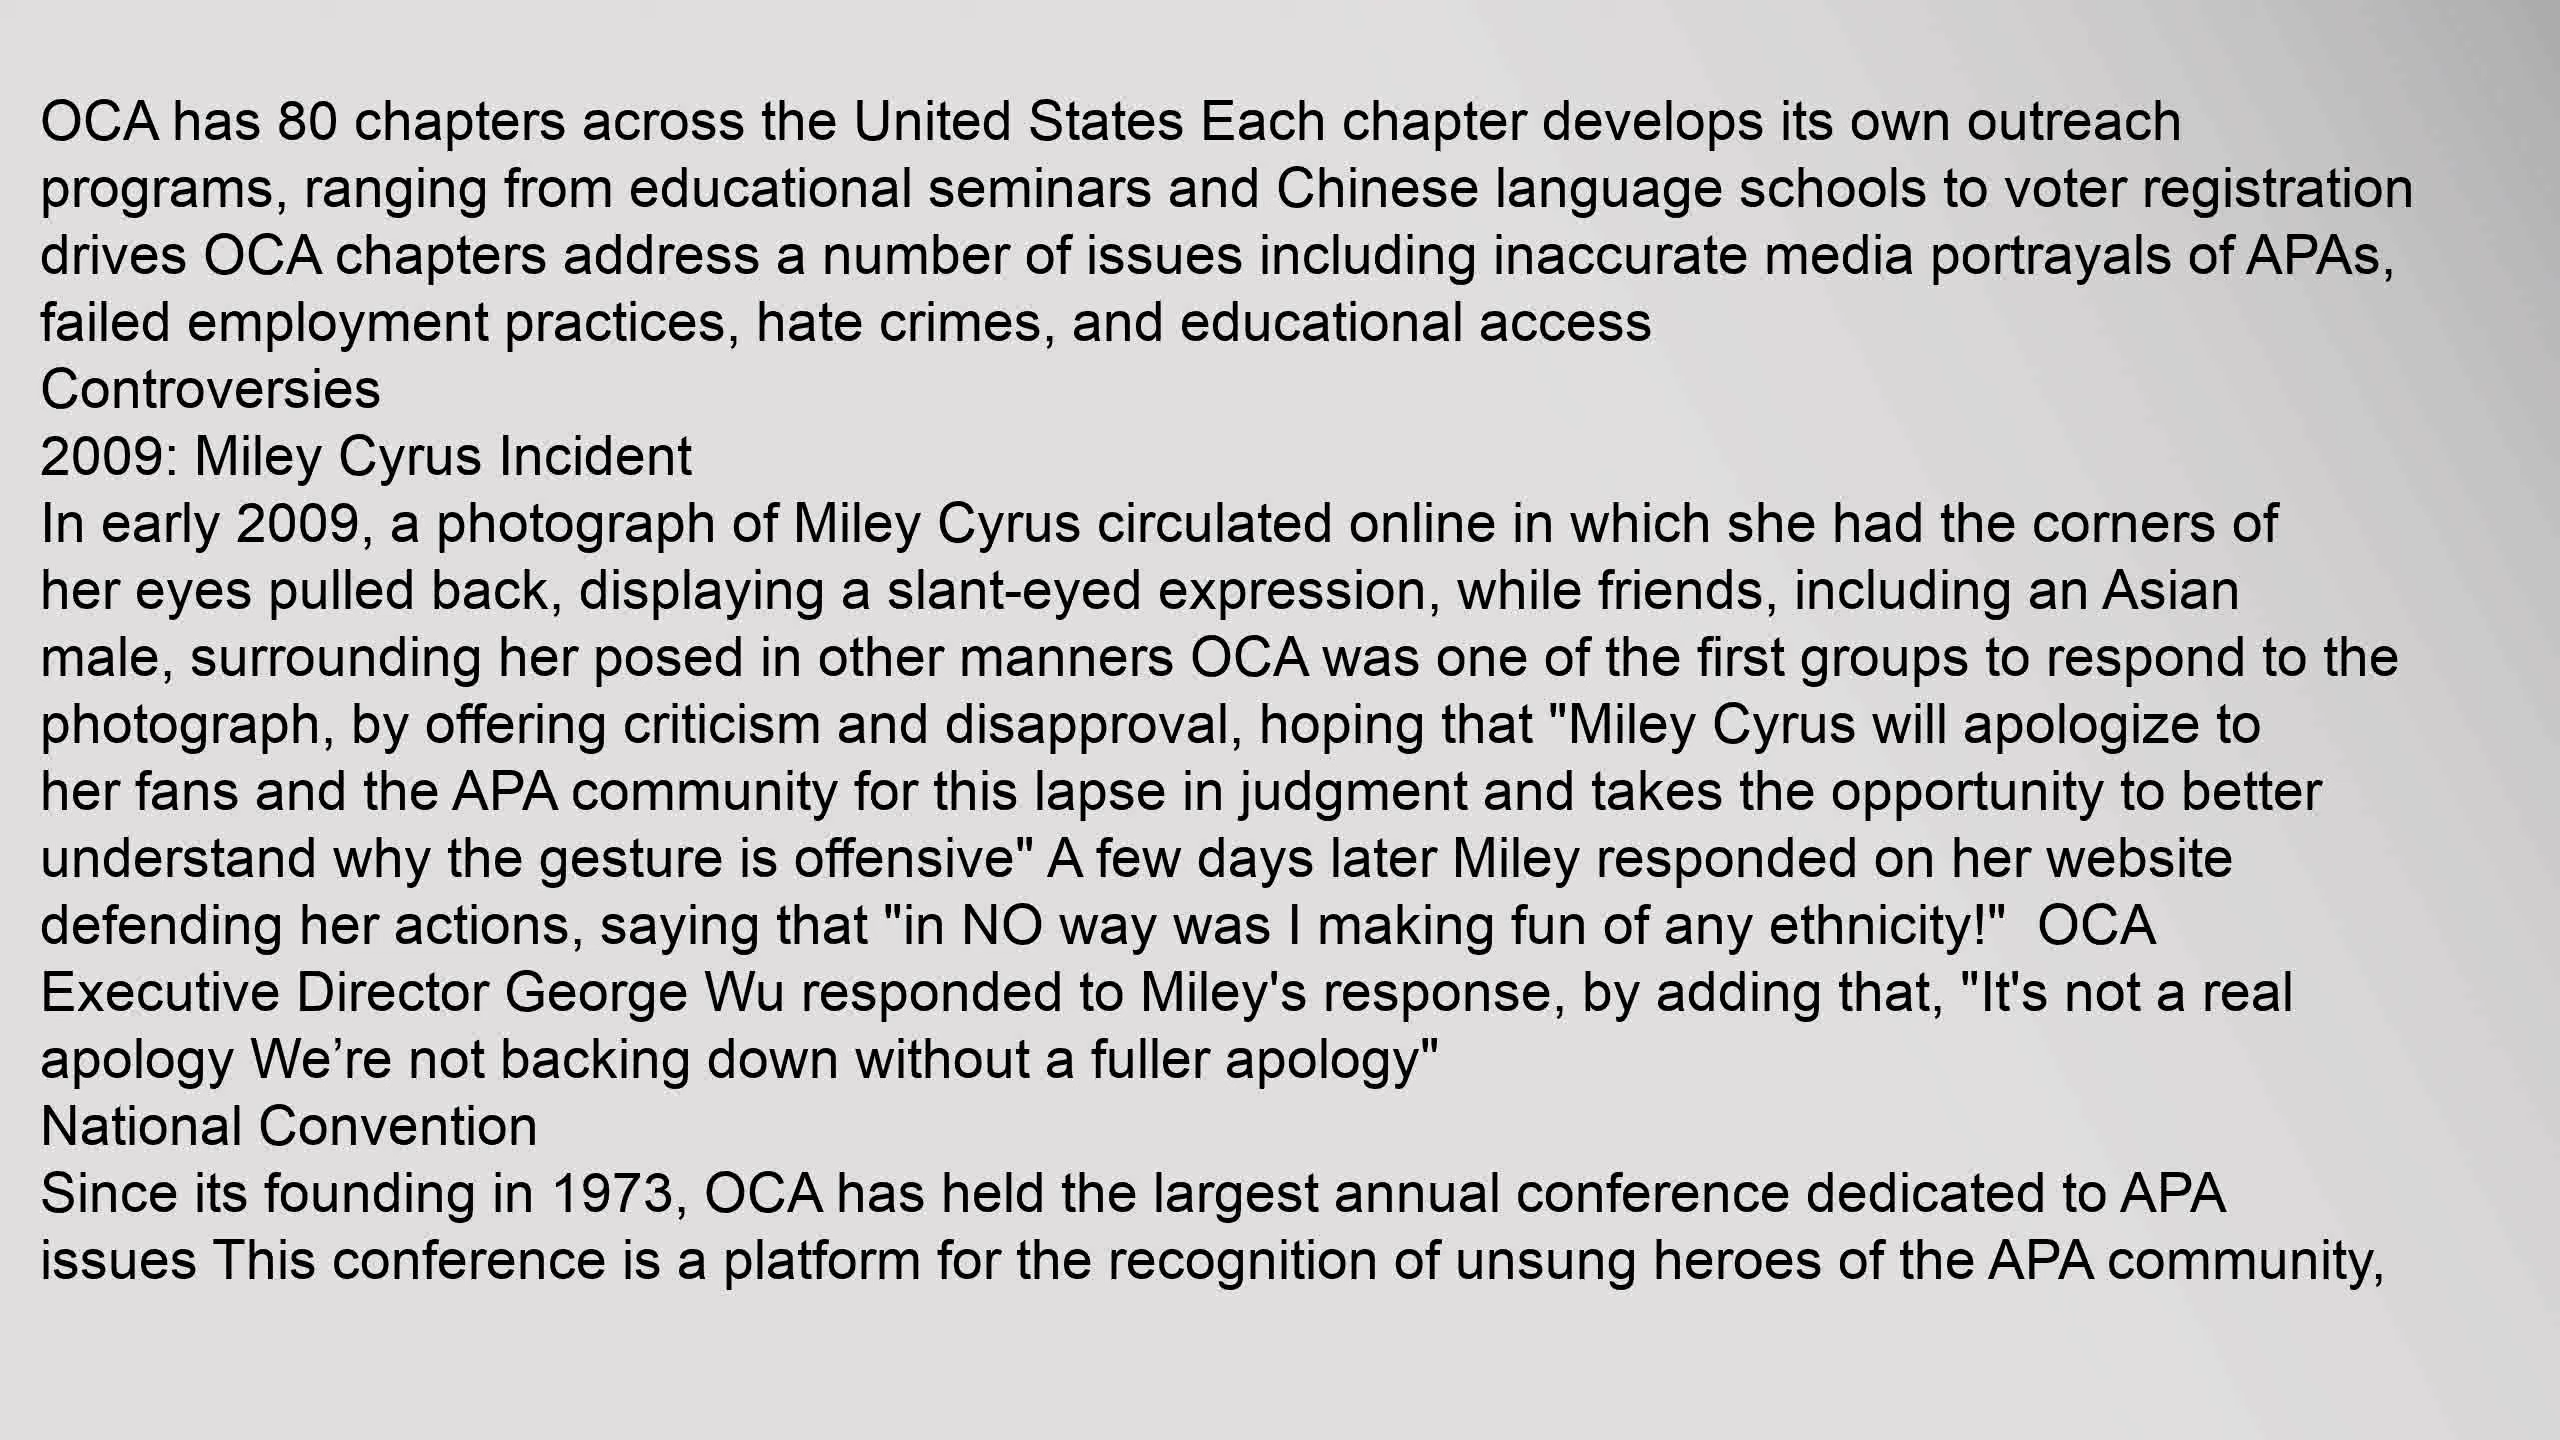 OCA has 80 chapters across the United States Each chapter develops its own outreach
programs, ranging from educational seminars and Chinese language schools to voter registration
drives OCA chapters address a number of issues including inaccurate media portrayals of APAs,
failed employment practices, hate crimes, and educational access
Controversies
2009: Miley Cyrus Incident
In early 2009, a photograph of Miley Cyrus circulated online in which she had the corners of
her eyes pulled back, displaying a slant-eyed expression, while friends, including an Asian
male, surrounding her posed in other manners OCA was one of the first groups to respond to the
photograph, by offering criticism and disapproval, hoping that "Miley Cyrus will apologize to
her fans and the APA community for this lapse in judgment and takes the opportunity to better
understand why the gesture is offensive" A few days later Miley responded on her website
defending her actions, saying that "in NO way was I making fun of any ethnicity!"  OCA
Executive Director George Wu responded to Miley's response, by adding that, "It's not a real
apology We’re not backing down without a fuller apology"
National Convention
Since its founding in 1973, OCA has held the largest annual conference dedicated to APA
issues This conference is a platform for the recognition of unsung heroes of the APA community,